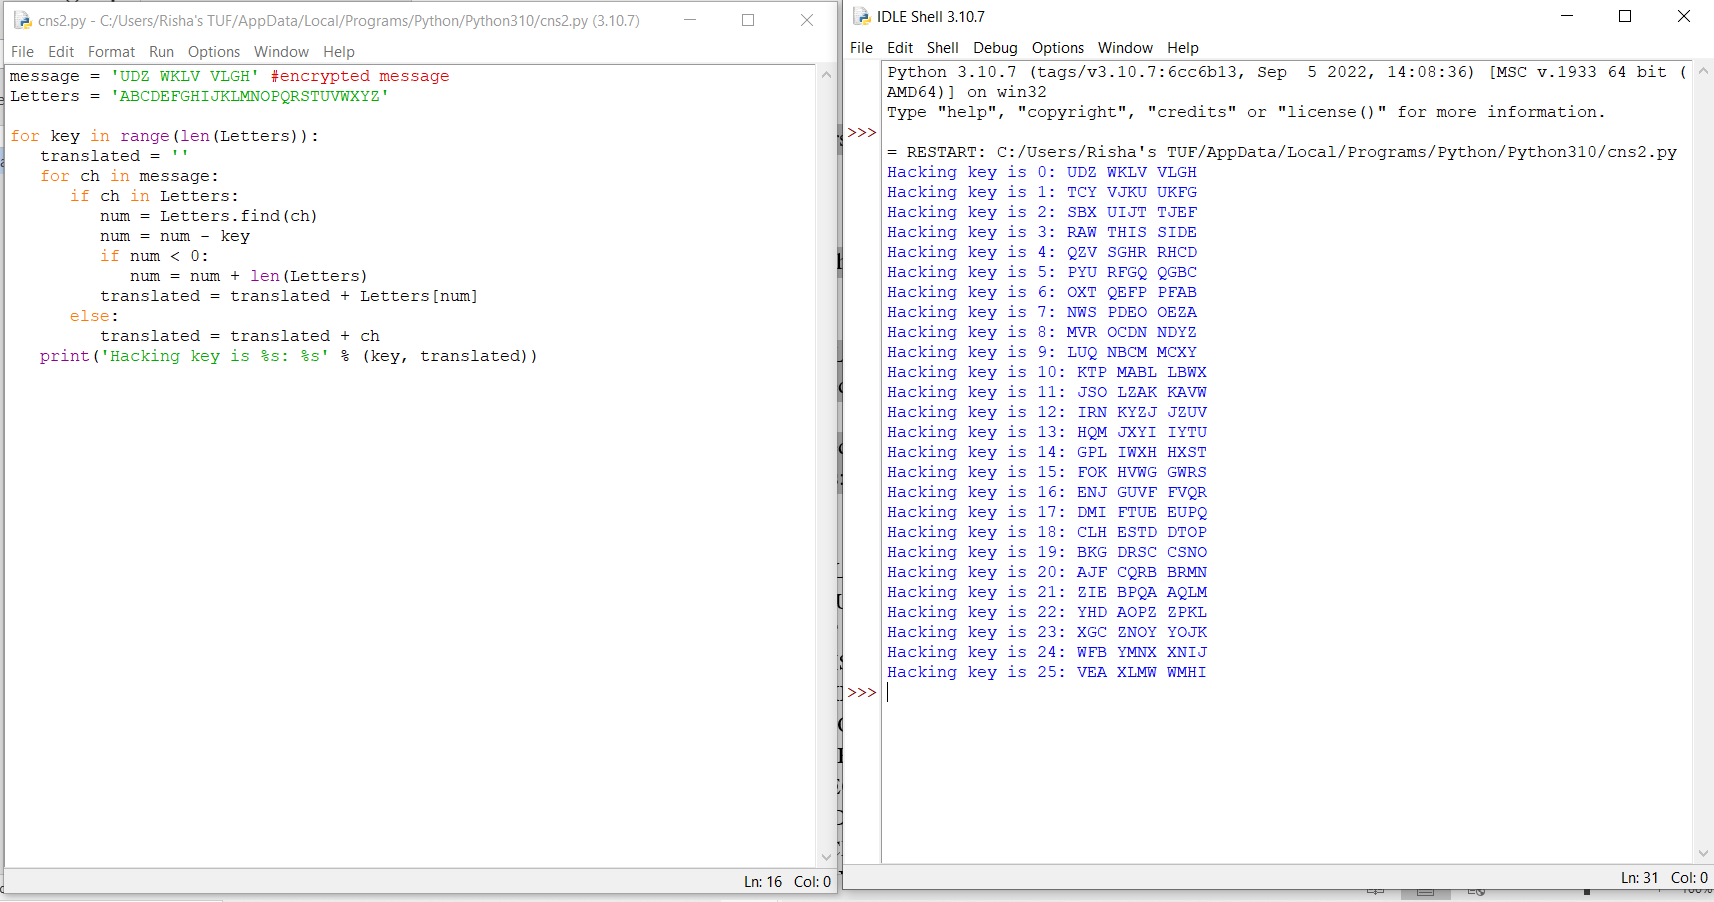 cns2.py - C:/Users/Risha's TUF/AppData/Local/Programs/Python/Python310/cns2.py (3.10.7)
File Edit Format Run Options Window Help
message = 'UDZ WKLV VLGH' #encrypted message
Letters = 'ABCDEFGHIJKLMNOPQRSTUVWXYZ'
for key in range(len(Letters)):
   translated = ''
   for ch in message:
      if ch in Letters:
         num = Letters.find(ch)
         num = num - key
         if num < 0:
            num = num + len(Letters)
         translated = translated + Letters[num]
      else:
         translated = translated + ch
   print('Hacking key is %s: %s' % (key, translated))
Ln: 16 Col: 0
IDLE Shell 3.10.7
File Edit Shell Debug Options Window Help
Python 3.10.7 (tags/v3.10.7:6cc6b13, Sep  5 2022, 14:08:36) [MSC v.1933 64 bit (
AMD64)] on win32
Type "help", "copyright", "credits" or "license()" for more information.
>>>
= RESTART: C:/Users/Risha's TUF/AppData/Local/Programs/Python/Python310/cns2.py
Hacking key is 0: UDZ WKLV VLGH
Hacking key is 1: TCY VJKU UKFG
Hacking key is 2: SBX UIJT TJEF
Hacking key is 3: RAW THIS SIDE
Hacking key is 4: QZV SGHR RHCD
Hacking key is 5: PYU RFGQ QGBC
Hacking key is 6: OXT QEFP PFAB
Hacking key is 7: NWS PDEO OEZA
Hacking key is 8: MVR OCDN NDYZ
Hacking key is 9: LUQ NBCM MCXY
Hacking key is 10: KTP MABL LBWX
Hacking key is 11: JSO LZAK KAVW
Hacking key is 12: IRN KYZJ JZUV
Hacking key is 13: HQM JXYI IYTU
Hacking key is 14: GPL IWXH HXST
Hacking key is 15: FOK HVWG GWRS
Hacking key is 16: ENJ GUVF FVQR
Hacking key is 17: DMI FTUE EUPQ
Hacking key is 18: CLH ESTD DTOP
Hacking key is 19: BKG DRSC CSNO
Hacking key is 20: AJF CQRB BRMN
Hacking key is 21: ZIE BPQA AQLM
Hacking key is 22: YHD AOPZ ZPKL
Hacking key is 23: XGC ZNOY YOJK
Hacking key is 24: WFB YMNX XNIJ
Hacking key is 25: VEA XLMW WMHI
>>>
Ln: 31 Col: 0